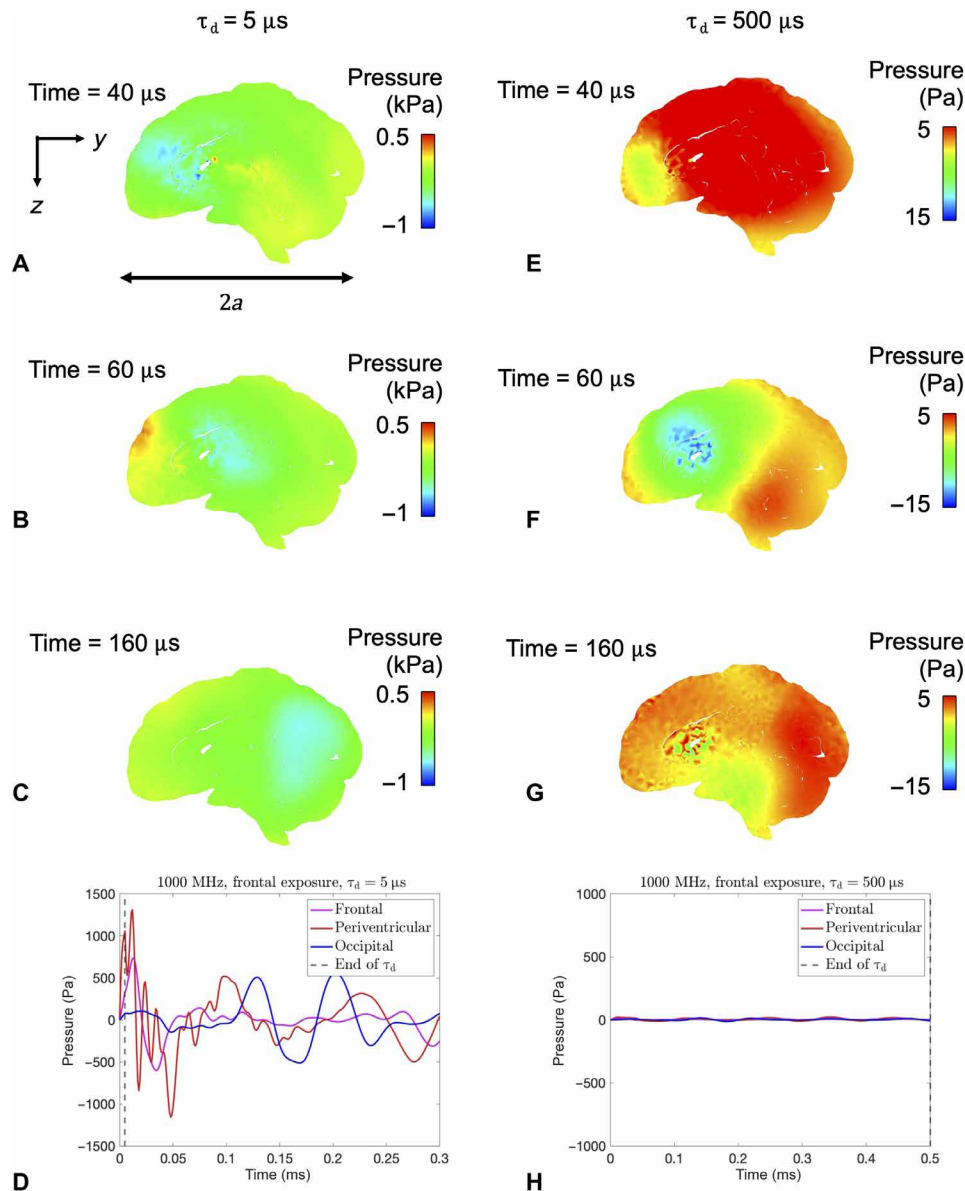 τd = 5 µs
τd = 500 µs
Time = 40 µs
Pressure
(kPa)
0.5
−1
y
z
A
2a
Time = 40 µs
Pressure
(Pa)
5
15
E
Time = 60 µs
Pressure
(kPa)
0.5
−1
B
Time = 60 µs
Pressure
(Pa)
5
−15
F
Time = 160 µs
Pressure
(kPa)
0.5
−1
C
Time = 160 µs
Pressure
(Pa)
5
−15
G
1000 MHz, frontal exposure, τd = 5 µs
Frontal
Periventricular
Occipital
End of τd
Pressure (Pa)
1500
1000
500
0
−500
−1000
−1500
0 0.05 0.1 0.15 0.2 0.25 0.3
Time (ms)
D
1000 MHz, frontal exposure, τd = 500 µs
Frontal
Periventricular
Occipital
End of τd
Pressure (Pa)
1000
500
0
−500
−1000
0 0.1 0.2 0.3 0.4 0.5
Time (ms)
H